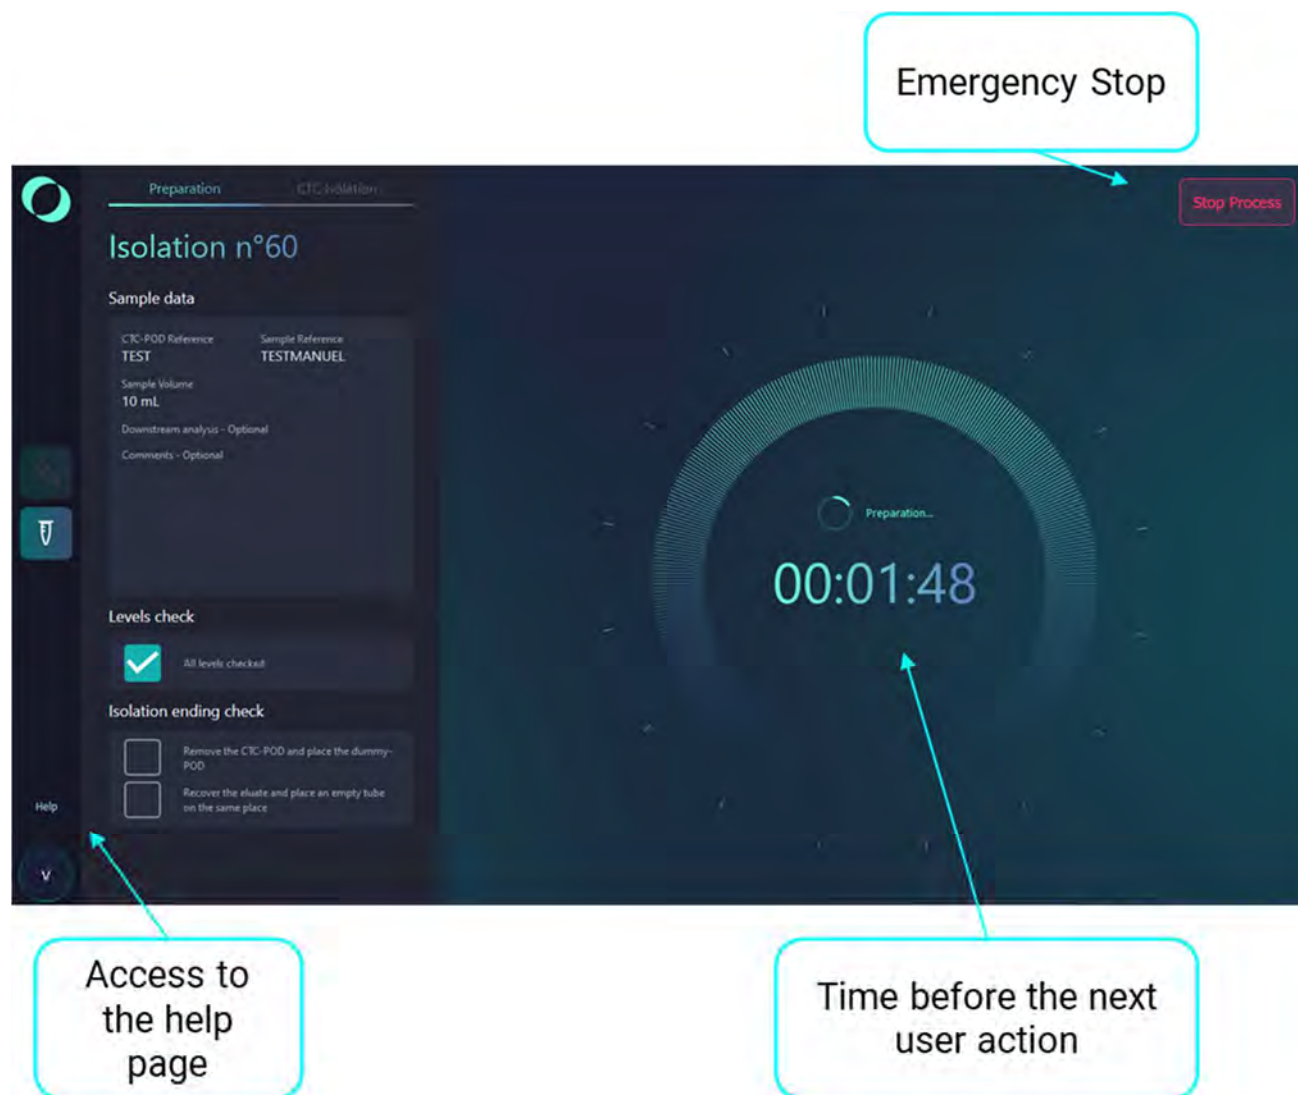 Emergency Stop
Preparation
CTC Isolation
Stop Process
Isolation n°60
Sample data
CTC-POD Reference
Sample Reference
TEST
TESTMANUEL
Sample Volume
10 mL
Downstream analysis - Optional
Comments - Optional
Preparation...
00:01:48
Levels check
All levels checked
Isolation ending check
Remove the CTC-POD and place the dummy-
POD
Recover the eluate and place an empty tube
on the same place
Help
V
Access to
the help
page
Time before the next
user action